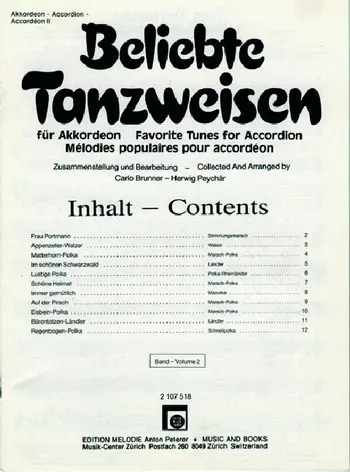 Akkordeon - Accordion -
Accordéon II
Beliebte
Tanzweisen
für Akkordeon Favorite Tunes for Accordion
Mélodies populaires pour accordéon
Zusammenstellung und Bearbeitung – Collected And Arranged by
Carlo Brunner – Herwig Peychär
Inhalt – Contents
Frau Portmann Stimmungsmarsch 2
Appenzeller-Walzer Walzer 3
Matterhorn-Polka Marsch-Polka 4
Im schönen Schwarzwald Ländler 5
Lustige Polka Polka-Rheinländer 6
Schöne Heimat Marsch-Polka 7
Immer gemütlich Mazurka 8
Auf der Pirsch Marsch-Polka 9
Eisbein-Polka Marsch-Polka 10
Bärentatzen-Ländler Ländler 11
Regenbogen-Polka Schnellpolka 12
Band - Volume 2
2 107 518
EDITION MELODIE Anton Peterer • MUSIC AND BOOKS
Musik-Center Zürich Postfach 260 8049 Zürich Switzerland